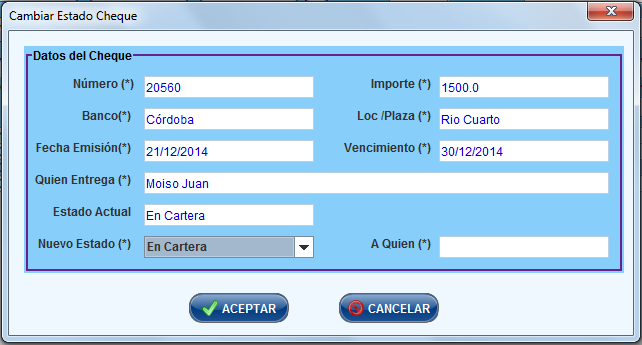 Cambiar Estado Cheque
Datos del Cheque
Número (*) 20560 Importe (*) 1500.0
Banco(*) Córdoba Loc /Plaza (*) Rio Cuarto
Fecha Emisión(*) 21/12/2014 Vencimiento (*) 30/12/2014
Quien Entrega (*) Moiso Juan
Estado Actual En Cartera
Nuevo Estado (*) En Cartera A Quien (*)
ACEPTAR CANCELAR